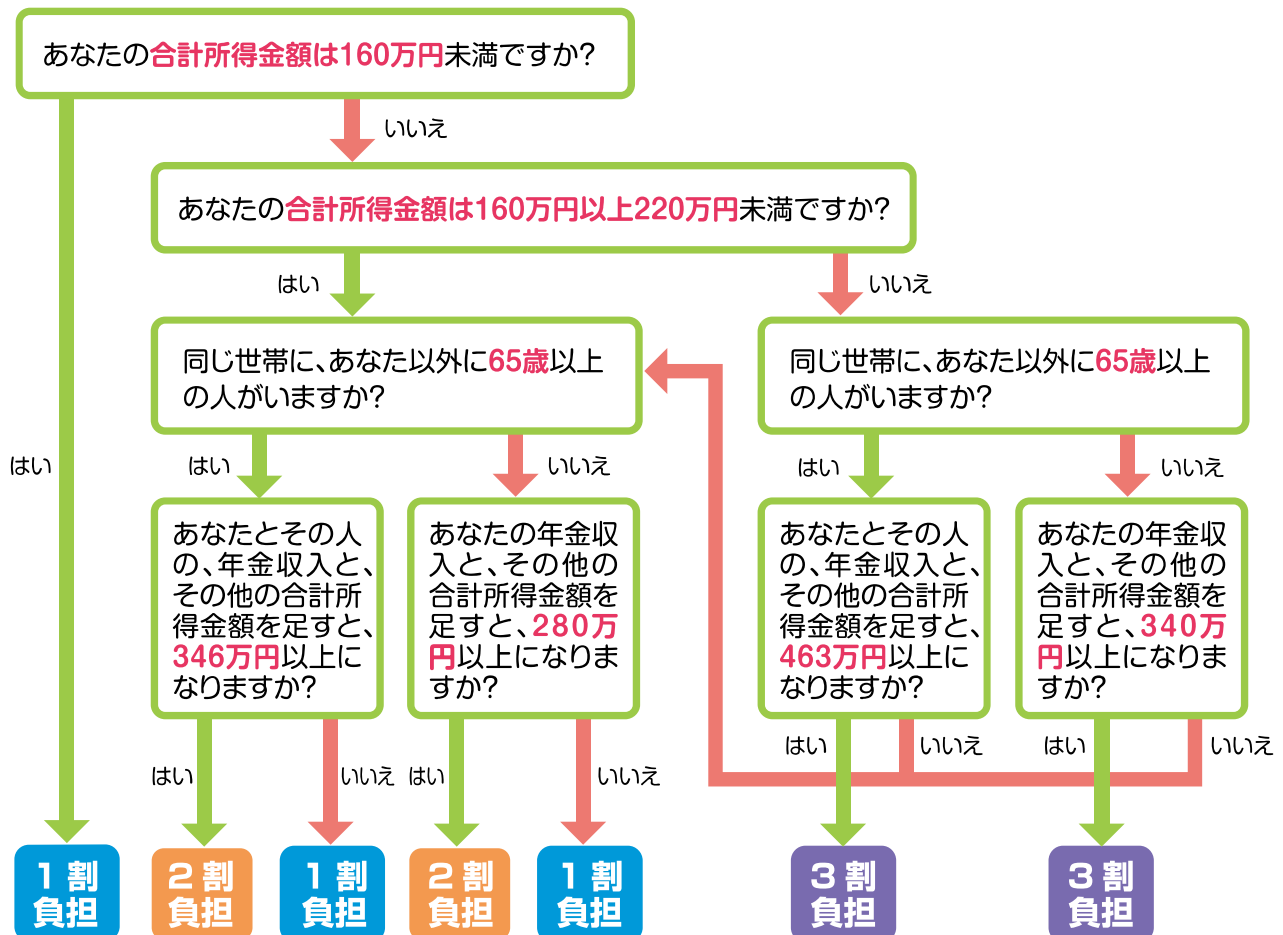 あなたの合計所得金額は160万円未満ですか?
いいえ
あなたの合計所得金額は160万円以上220万円未満ですか?
はい
いいえ
同じ世帯に、あなた以外に65歳以上
の人がいますか?
同じ世帯に、あなた以外に65歳以上
の人がいますか?
はい
はい
いいえ
はい
いいえ
あなたとその人
の、年金収入と、
その他の合計所
得金額を足すと、
346万円以上に
なりますか?
あなたの年金収
入と、その他の
合計所得金額を
足すと、280万
円以上になりま
すか?
あなたとその人
の、年金収入と、
その他の合計所
得金額を足すと、
463万円以上に
なりますか?
あなたの年金収
入と、その他の
合計所得金額を
足すと、340万
円以上になりま
すか?
はい
いいえ
はい
いいえ
はい
いいえ
はい
いいえ
1割
負担
2割
負担
1割
負担
2割
負担
1割
負担
3割
負担
3割
負担